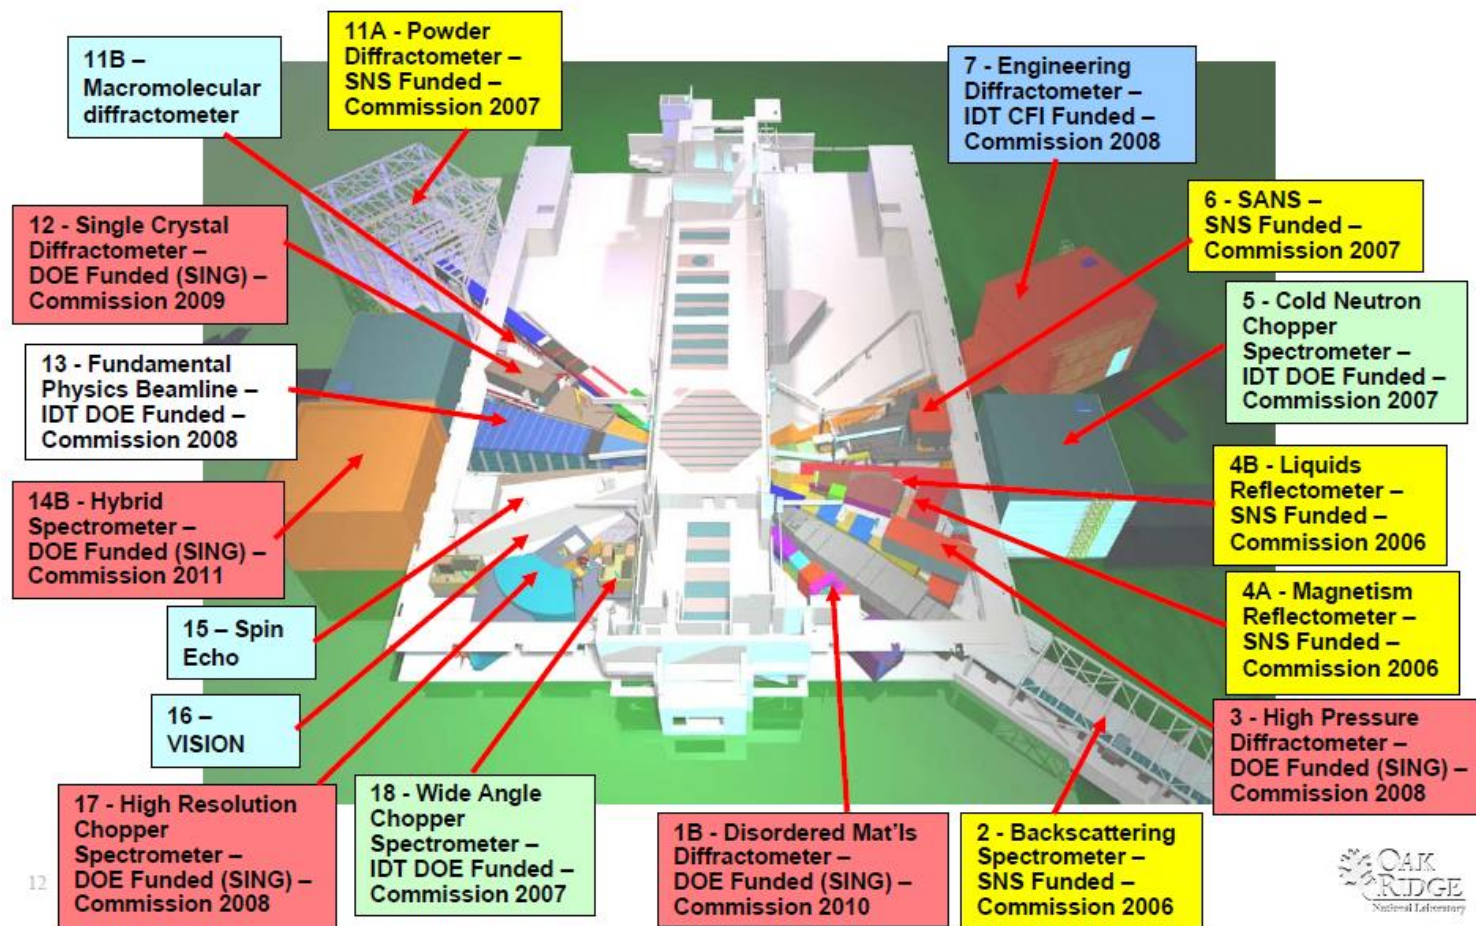 11B –
Macromolecular
diffractometer
11A - Powder
Diffractometer –
SNS Funded –
Commission 2007
7 - Engineering
Diffractometer –
IDT CFI Funded –
Commission 2008
12 - Single Crystal
Diffractometer –
DOE Funded (SING) –
Commission 2009
6 - SANS –
SNS Funded –
Commission 2007
13 - Fundamental
Physics Beamline –
IDT DOE Funded –
Commission 2008
5 - Cold Neutron
Chopper
Spectrometer –
IDT DOE Funded –
Commission 2007
14B - Hybrid
Spectrometer –
DOE Funded (SING) –
Commission 2011
4B - Liquids
Reflectometer –
SNS Funded –
Commission 2006
15 – Spin
Echo
4A - Magnetism
Reflectometer –
SNS Funded –
Commission 2006
16 –
VISION
3 - High Pressure
Diffractometer –
DOE Funded (SING) –
Commission 2008
17 - High Resolution
Chopper
Spectrometer –
DOE Funded (SING) –
Commission 2008
18 - Wide Angle
Chopper
Spectrometer –
IDT DOE Funded –
Commission 2007
1B - Disordered Mat'ls
Diffractometer –
DOE Funded (SING) –
Commission 2010
2 - Backscattering
Spectrometer –
SNS Funded –
Commission 2006
12
OAK
RIDGE
National Laboratory